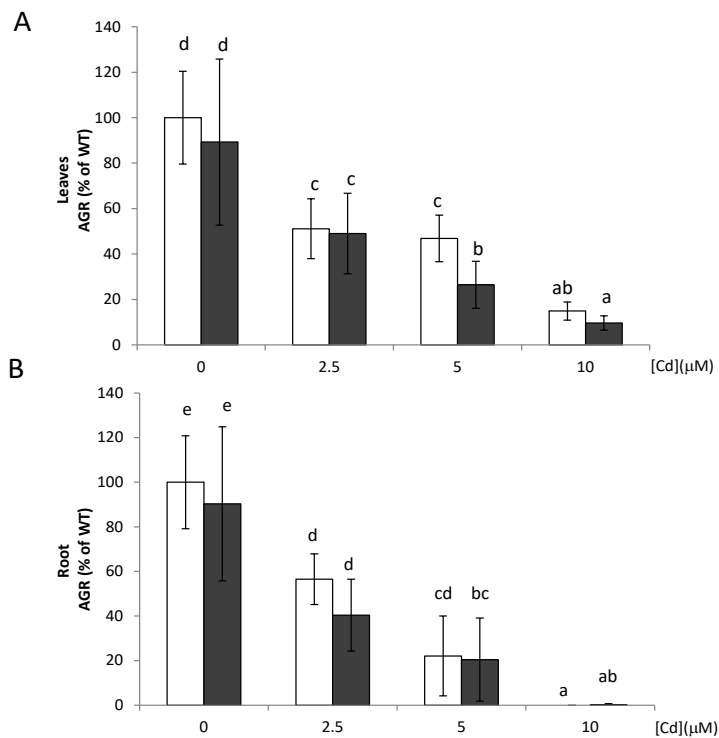 A
140
120
100
80
60
40
20
0
Leaves
AGR (% of WT)
d d
c c
c b
ab a
0 2.5 5 10 [Cd](μM)
B
140
120
100
80
60
40
20
0
Root
AGR (% of WT)
e e
d d
cd bc
a ab
0 2.5 5 10 [Cd](μM)